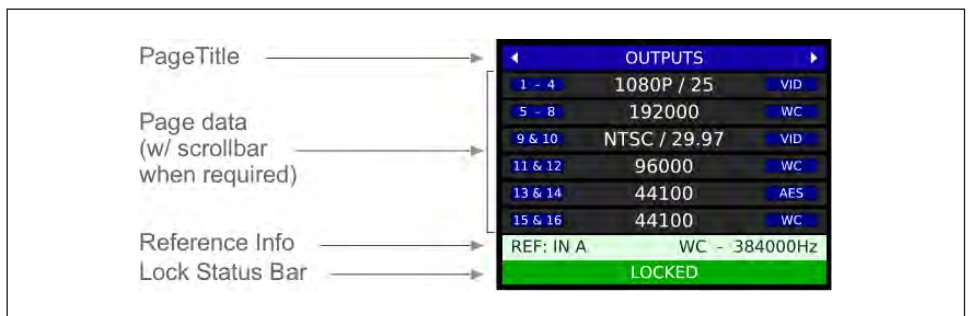 PageTitle
Page data
(w/ scrollbar
when required)
Reference Info
Lock Status Bar
OUTPUTS
1 - 4 1080P / 25 VID
5 - 8 192000 WC
9 & 10 NTSC / 29.97 VID
11 & 12 96000 WC
13 & 14 44100 AES
15 & 16 44100 WC
REF: IN A WC - 384000Hz
LOCKED